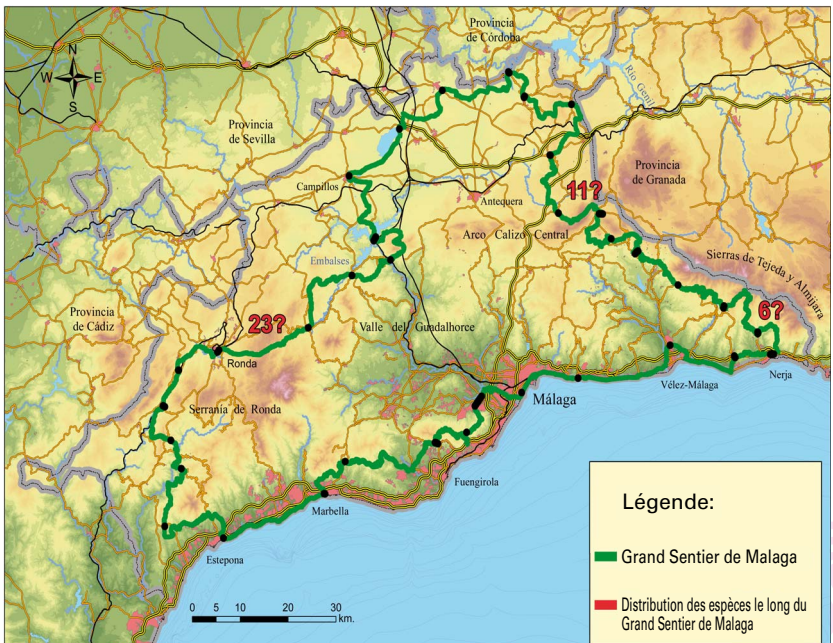 Provincia
de Córdoba
N
W E
S
Río Genil
Provincia
de Sevilla
Provincia
de Granada
Campillos
Antequera
11?
Arco Calizo Central
Embalses
Sierras de Tejeda y Almijara
Provincia
de Cádiz
23?
Valle del Guadalhorce
6?
Ronda
Nerja
Vélez-Málaga
Málaga
Serranía de Ronda
Fuengirola
Marbella
Estepona
0 5 10 20 30
km.
Légende:
Grand Sentier de Malaga
Distribution des espèces le long du
Grand Sentier de Malaga